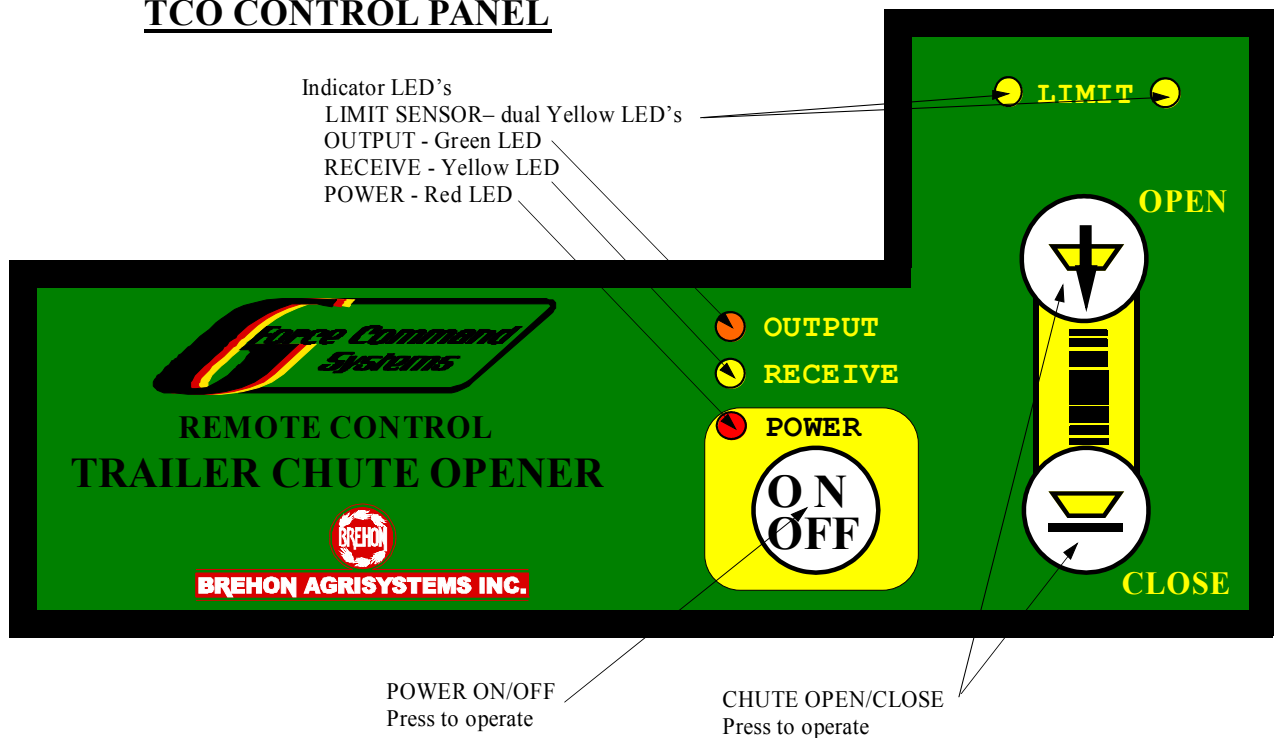 TCO CONTROL PANEL
Indicator LED’s
LIMIT SENSOR– dual Yellow LED’s
OUTPUT - Green LED
RECEIVE - Yellow LED
POWER - Red LED
LIMIT
OPEN
Force Command
Systems
OUTPUT
RECEIVE
POWER
REMOTE CONTROL
TRAILER CHUTE OPENER
ON
OFF
BREHON
BREHON AGRISYSTEMS INC.
CLOSE
POWER ON/OFF
Press to operate
CHUTE OPEN/CLOSE
Press to operate